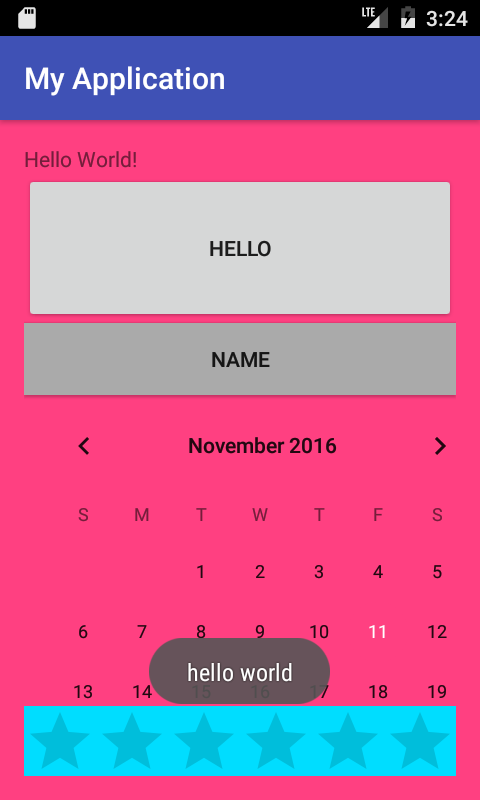 LTE 3:24
My Application
Hello World!
HELLO
NAME
November 2016
S M T W T F S
1 2 3 4 5
6 7 8 9 10 11 12
13 14 15 16 17 18 19
hello world